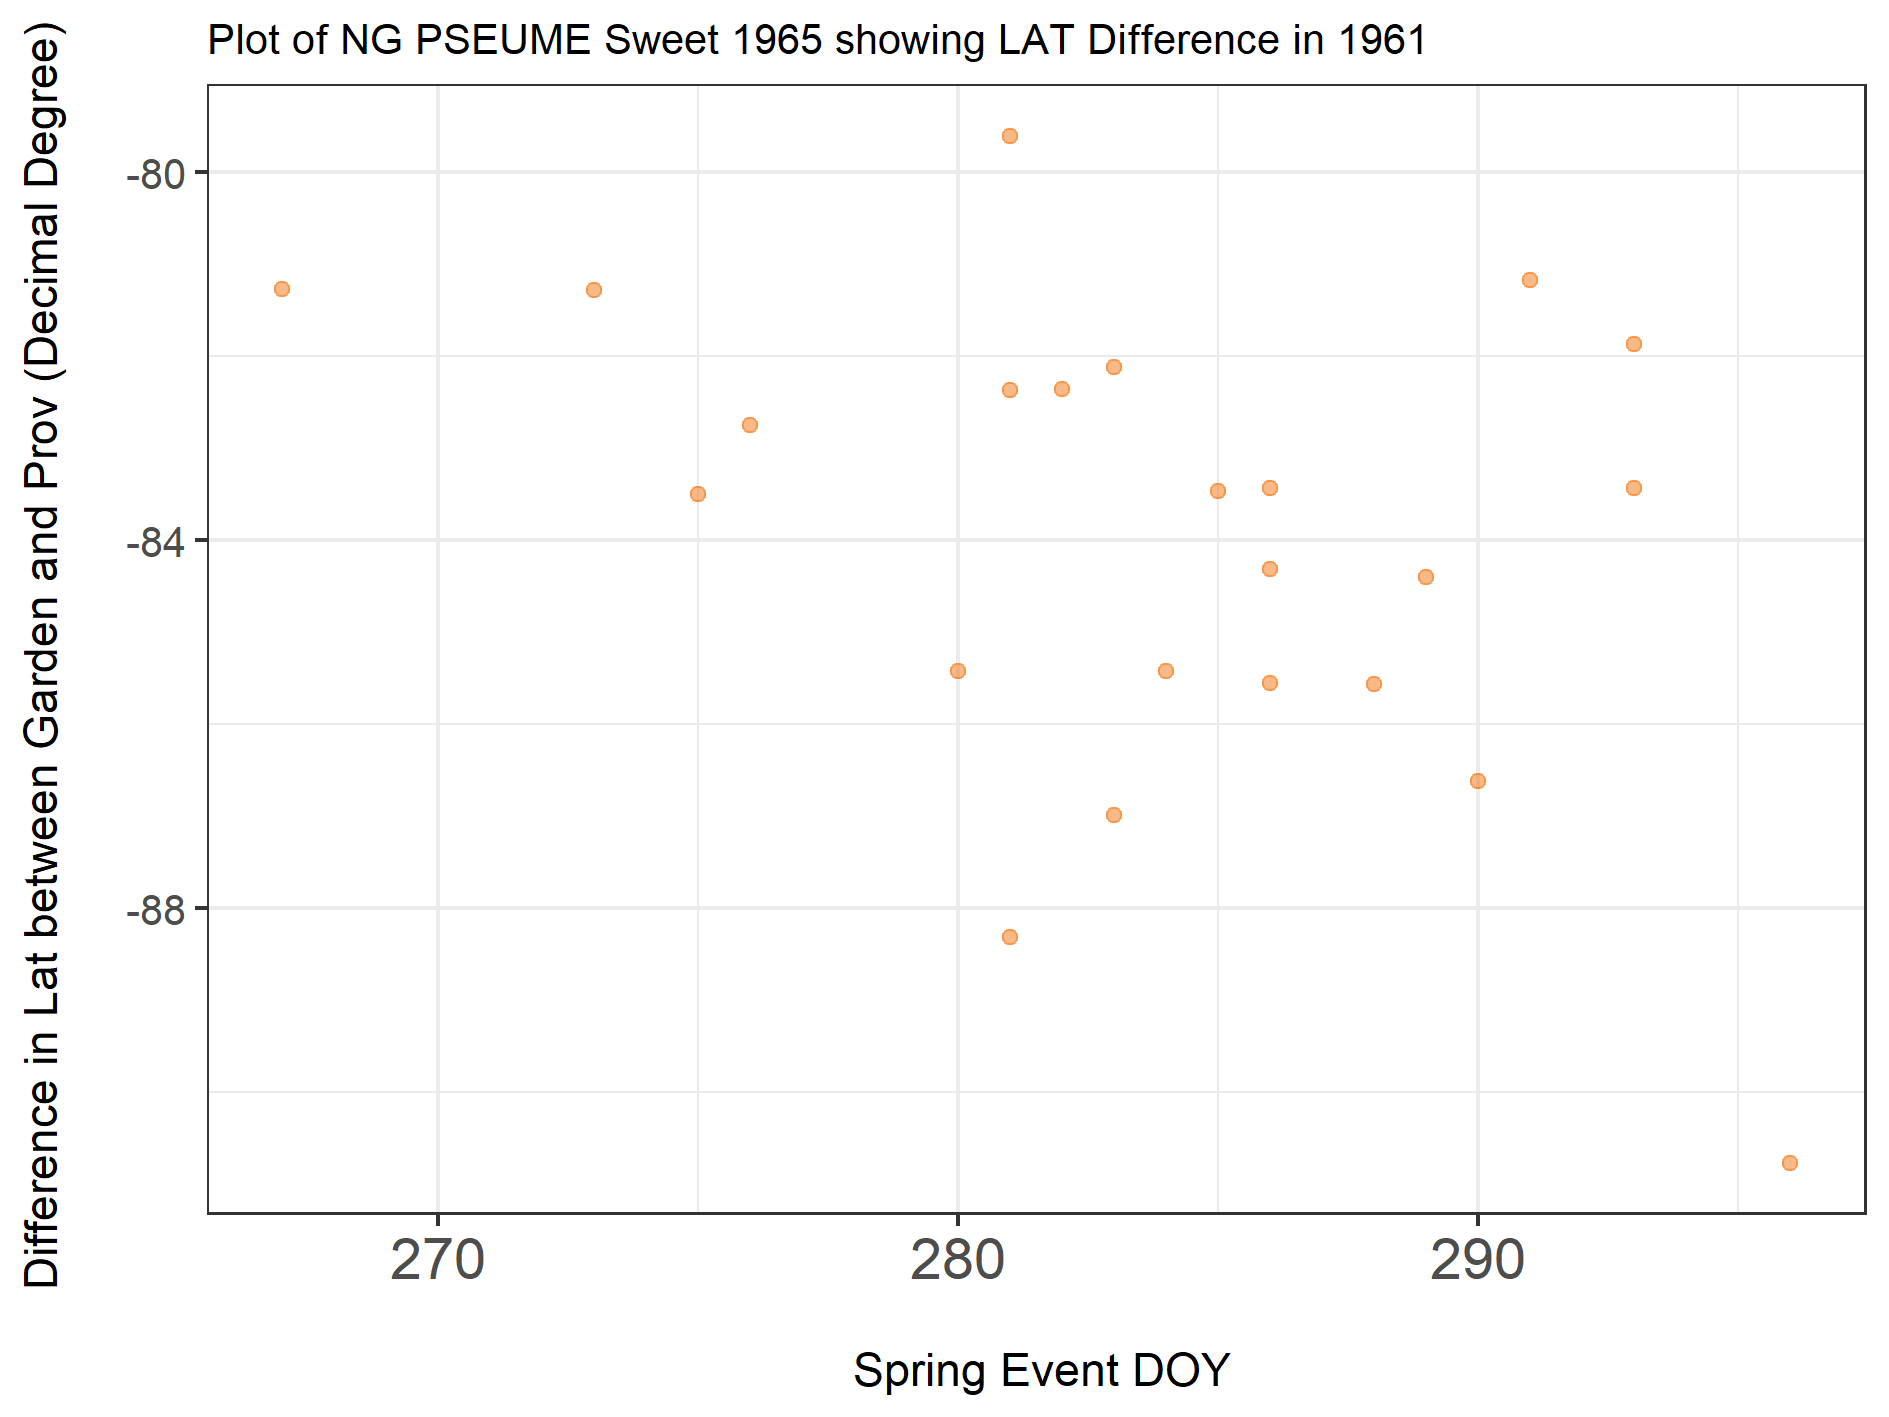 Plot of NG PSEUME Sweet 1965 showing LAT Difference in 1961
Difference in Lat between Garden and Prov (Decimal Degree)
-80
-84
-88
270 280 290
Spring Event DOY